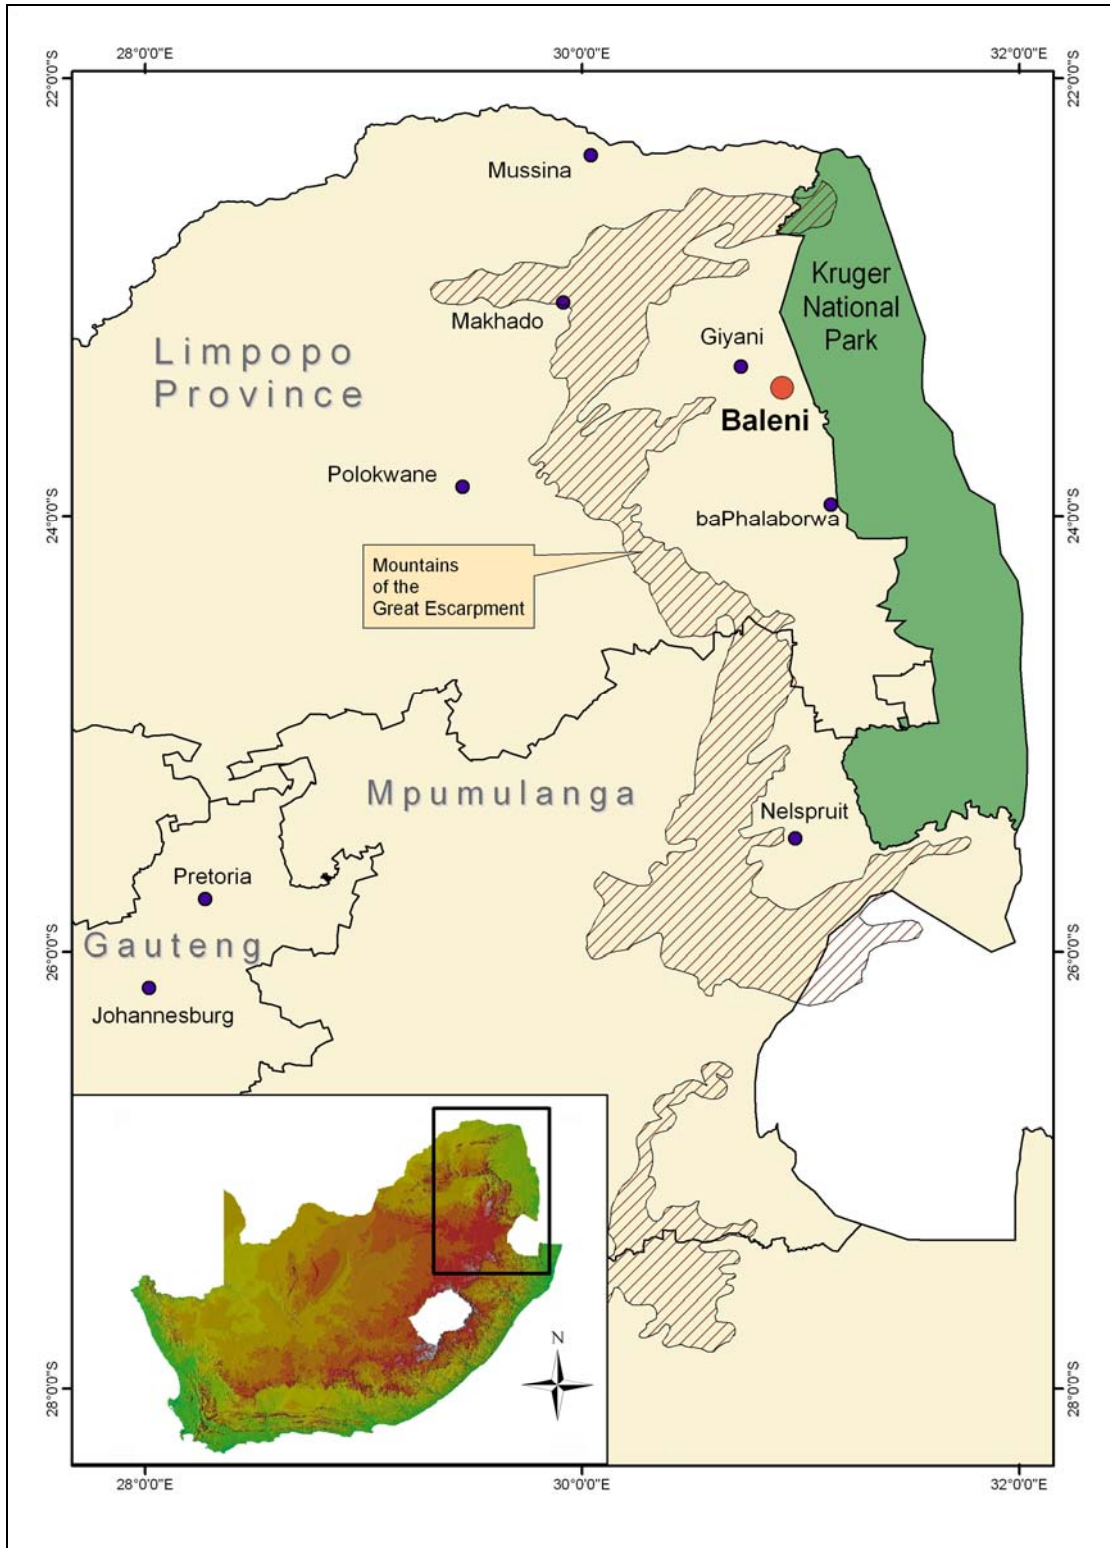 28°0'0"E
30°0'0"E
32°0'0"E
22°0'0"S
22°0'0"S
Mussina
Kruger
National
Park
Makhado
Giyani
Limpopo
Province
Baleni
Polokwane
baPhalaborwa
24°0'0"S
24°0'0"S
Mountains
of the
Great Escarpment
Mpumulanga
Nelspruit
Pretoria
Gauteng
26°0'0"S
26°0'0"S
Johannesburg
N
28°0'0"S
28°0'0"S
28°0'0"E
30°0'0"E
32°0'0"E